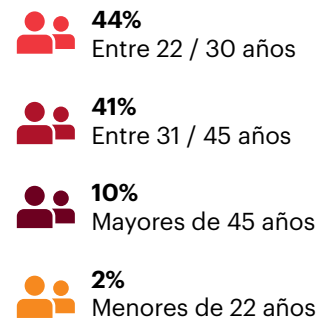 44%
Entre 22 / 30 años
41%
Entre 31 / 45 años
10%
Mayores de 45 años
2%
Menores de 22 años